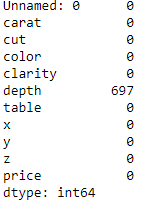 Unnamed: 0 0
carat 0
cut 0
color 0
clarity 0
depth 697
table 0
x 0
y 0
z 0
price 0
dtype: int64